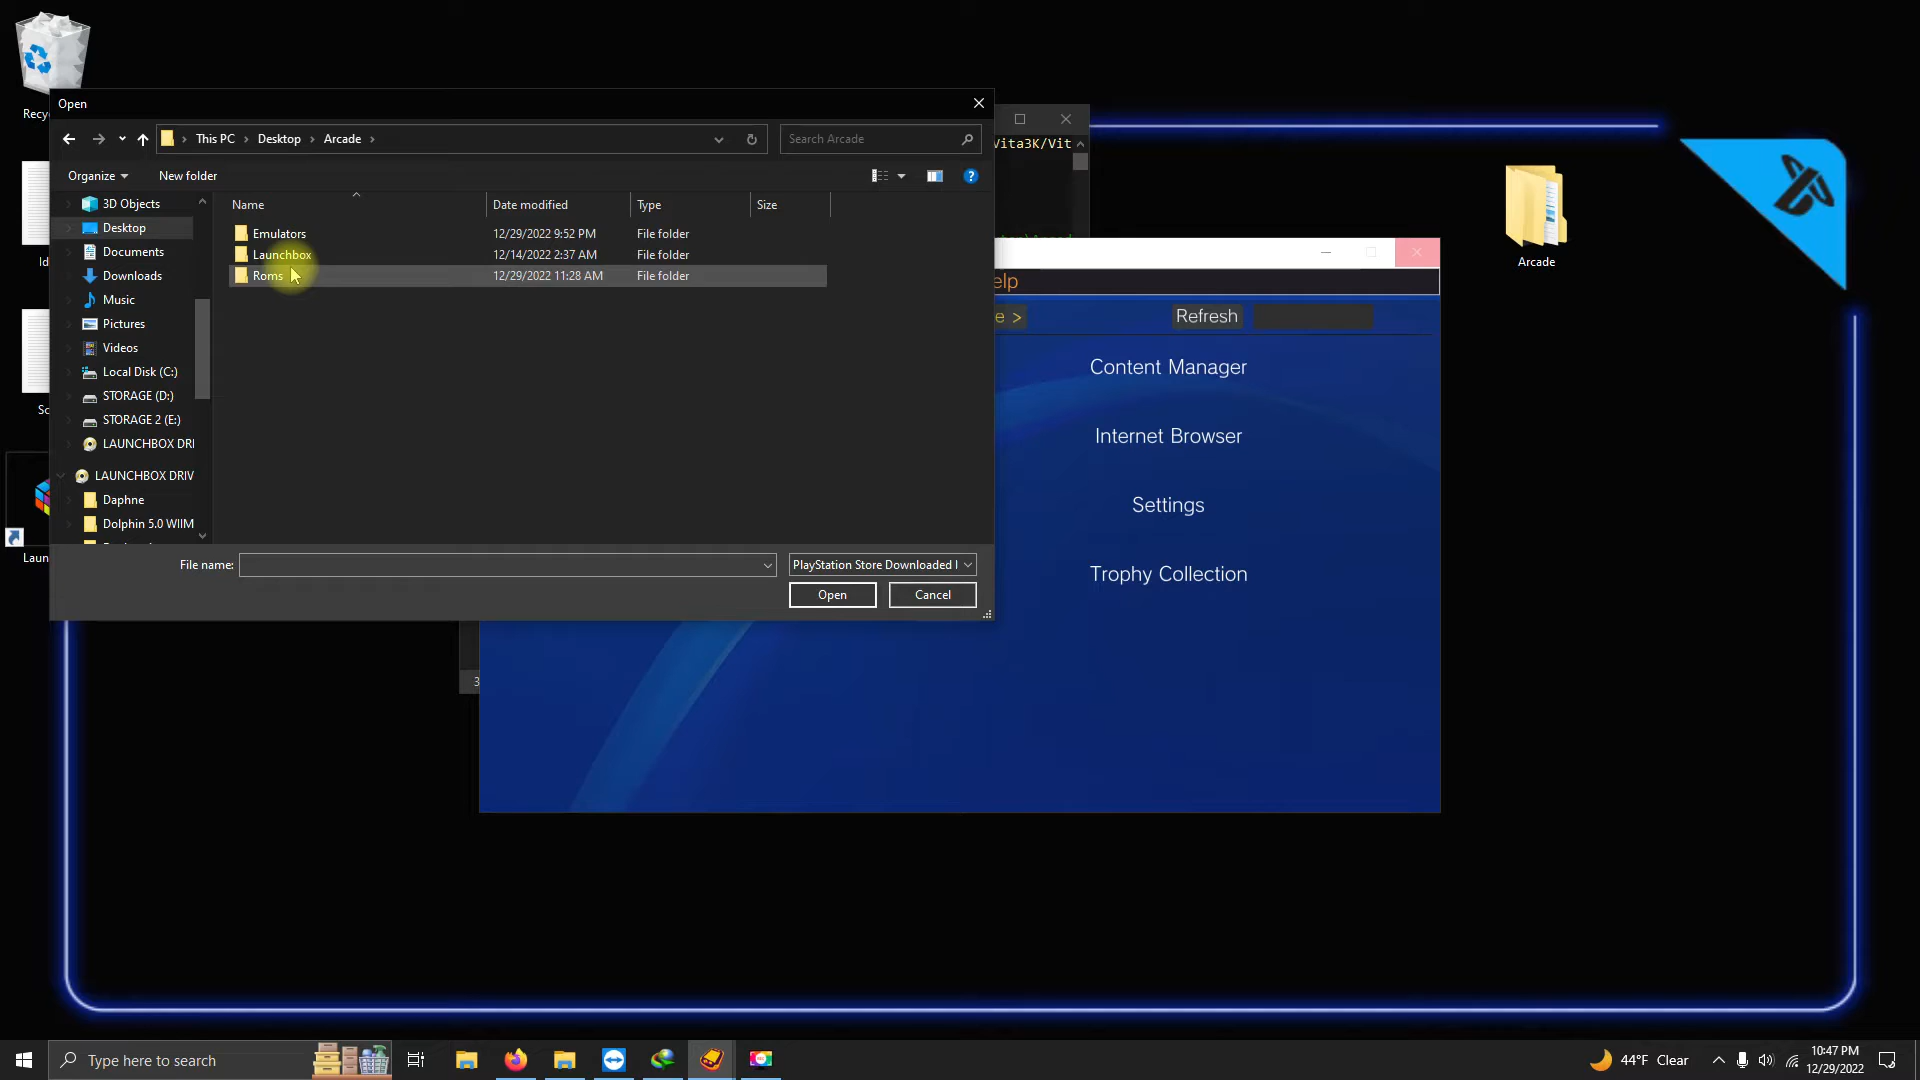 Recyc
Open
This PC > Desktop > Arcade >
Search Arcade
Vita3K/Vit
Organize
New folder
3D Objects
Desktop
Documents
Downloads
Music
Pictures
Videos
Local Disk (C:)
STORAGE (D:)
STORAGE 2 (E:)
LAUNCHBOX DRI
LAUNCHBOX DRIV
Daphne
Dolphin 5.0 WIIM
Name Date modified Type Size
Emulators 12/29/2022 9:52 PM File folder
Launchbox 12/14/2022 2:37 AM File folder
Roms 12/29/2022 11:28 AM File folder
File name:
PlayStation Store Downloaded
Open
Cancel
elp
e >
Refresh
Content Manager
Internet Browser
Settings
Trophy Collection
3
Id
Sc
Laun
Arcade
Type here to search
44°F Clear
10:47 PM
12/29/2022